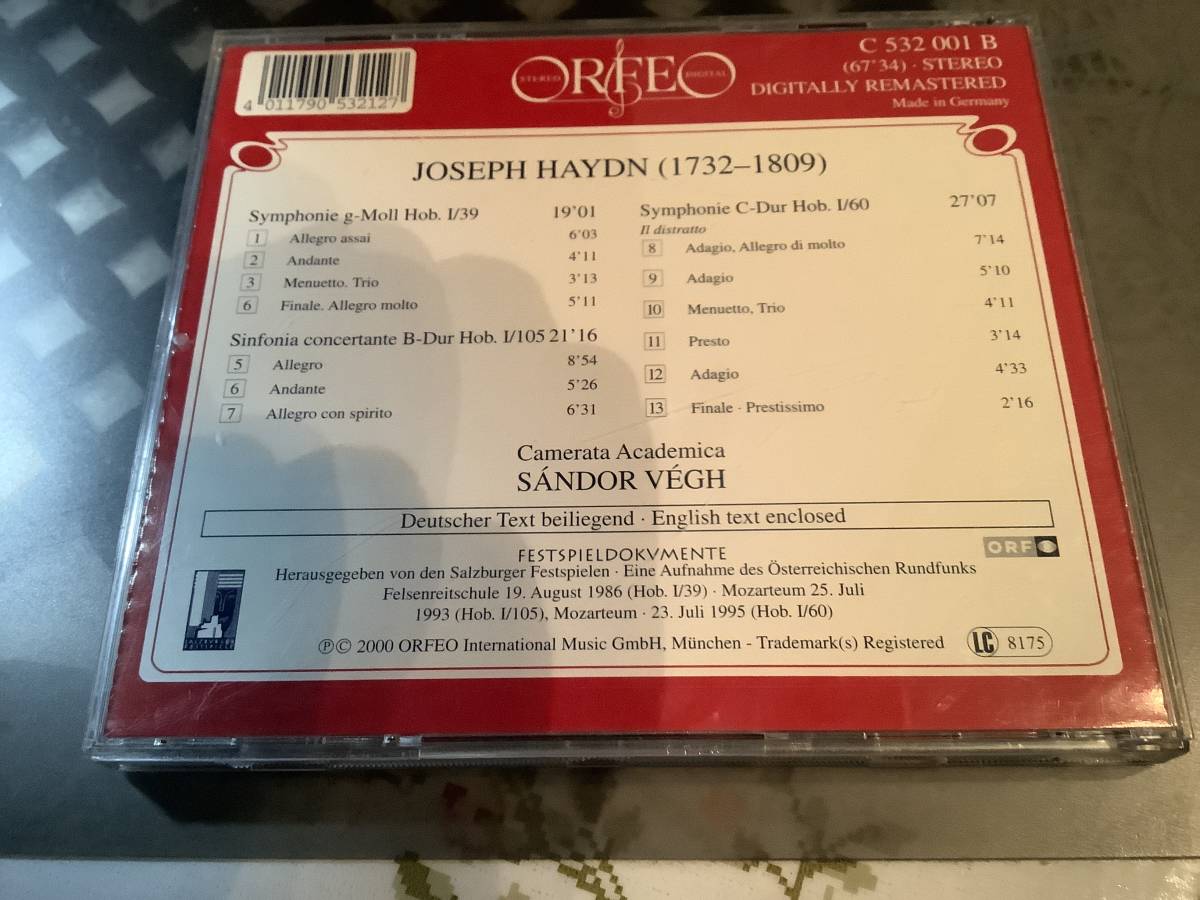 4 011790 532127
STEREO ORFEO DIGITAL
C 532 001 B
(67'34) · STEREO
DIGITALLY REMASTERED
Made in Germany
JOSEPH HAYDN (1732–1809)
Symphonie g-Moll Hob. I/39 19'01
1 Allegro assai 6'03
2 Andante 4'11
3 Menuetto. Trio 3'13
6 Finale. Allegro molto 5'11
Sinfonia concertante B-Dur Hob. I/105 21'16
5 Allegro 8'54
6 Andante 5'26
7 Allegro con spirito 6'31
Symphonie C-Dur Hob. I/60 27'07
Il distratto
8 Adagio, Allegro di molto 7'14
9 Adagio 5'10
10 Menuetto, Trio 4'11
11 Presto 3'14
12 Adagio 4'33
13 Finale · Prestissimo 2'16
Camerata Academica
SÁNDOR VÉGH
Deutscher Text beiliegend · English text enclosed
FESTSPIELDOKVMENTE
ORF
Herausgegeben von den Salzburger Festspielen · Eine Aufnahme des Österreichischen Rundfunks
Felsenreitschule 19. August 1986 (Hob. I/39) · Mozarteum 25. Juli
1993 (Hob. I/105), Mozarteum · 23. Juli 1995 (Hob. I/60)
SALZBURGER
FESTSPIELE
℗© 2000 ORFEO International Music GmbH, München - Trademark(s) Registered
LC 8175